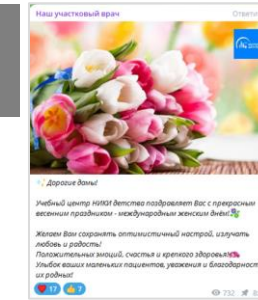 Наш участковый врач
Дорогие дамы!
Учебный центр НИКИ детства поздравляет Вас с прекрасным
весенним праздником - международным женским днём!
Желаем Вам сохранять оптимистичный настрой, излучать
любовь и радость!
Положительных эмоций, счастья и крепкого здоровья
Улыбок ваших маленьких пациентов, уважения и благодарност
их родных!
17 7
732